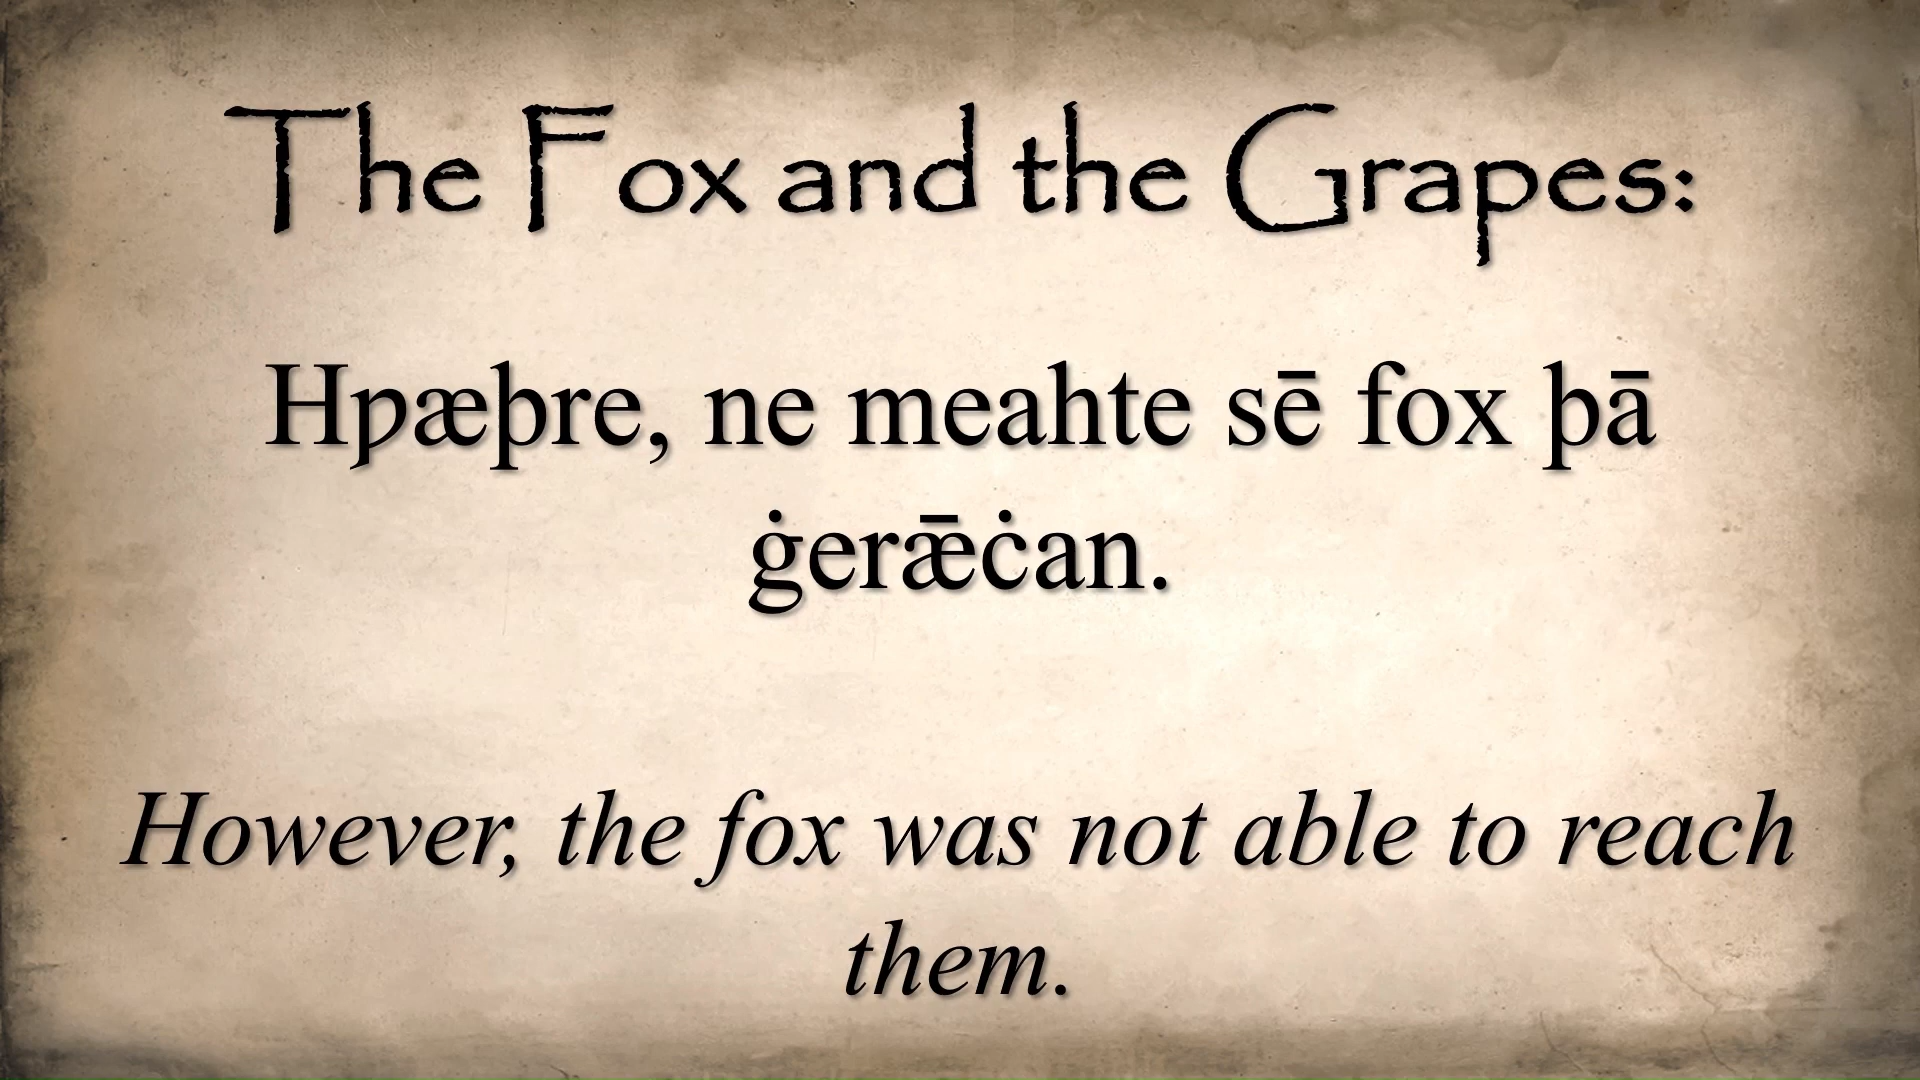 The Fox and the Grapes:
Hƿæþre, ne meahte sē fox þā
ġerǣċan.
However, the fox was not able to reach
them.